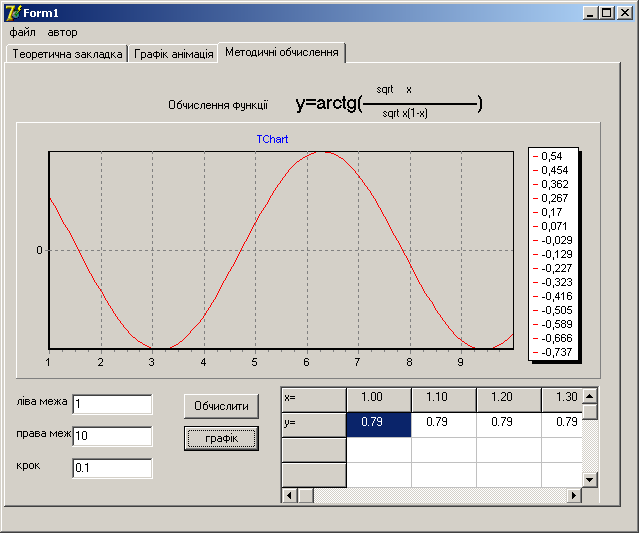 Form1
файл автор
Теоретична закладка Графік анімація Методичні обчислення
Обчислення функції y=arctg( sqrt x )
sqrt x(1-x)
TChart
0
1 2 3 4 5 6 7 8 9
0,54
0,454
0,362
0,267
0,17
0,071
-0,029
-0,129
-0,227
-0,323
-0,416
-0,505
-0,589
-0,666
-0,737
ліва межа 1
права меж 10
крок 0.1
Обчислити
графік
x= 1.00 1.10 1.20 1.30
y= 0.79 0.79 0.79 0.79